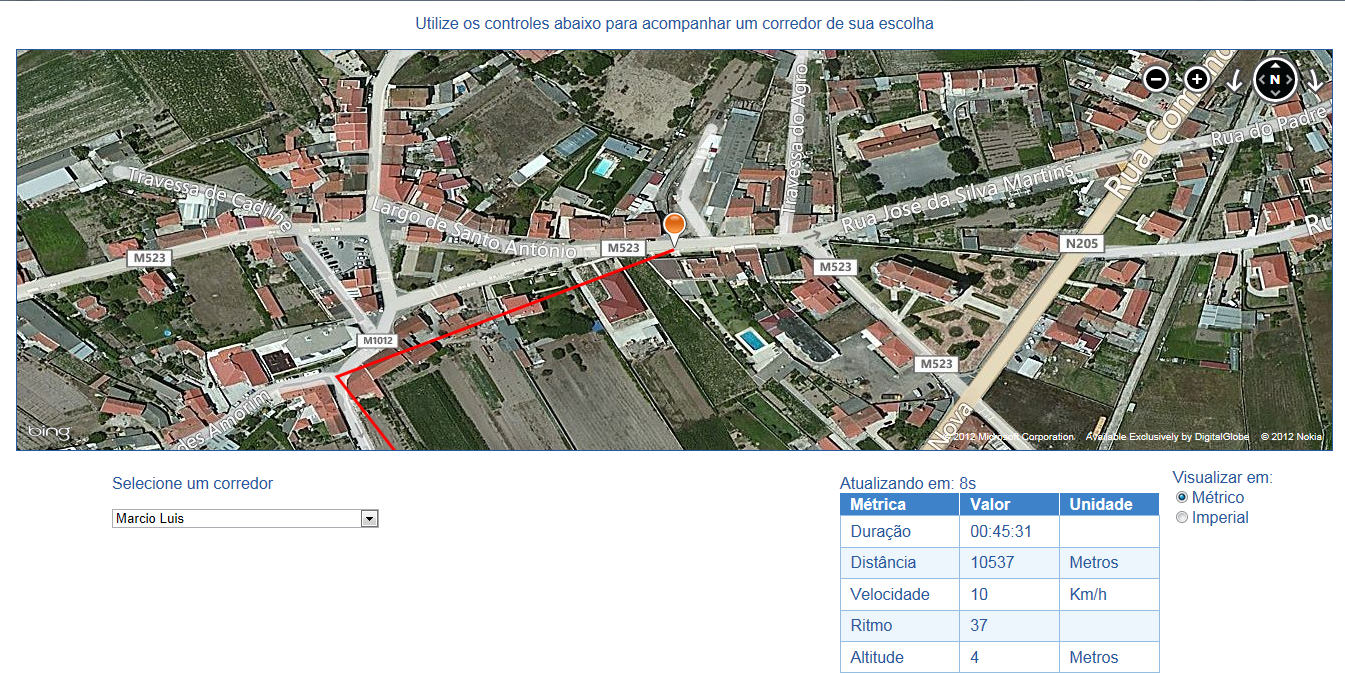 Utilize os controles abaixo para acompanhar um corredor de sua escolha
N
Travessa do Agro
Rua do Padre
Travessa de Cadilhe
Largo de Santo António
Rua José da Silva Martins
M523
M523
N205
M523
M1012
M523
des Amorim
Nova
bing
2012 Microsoft Corporation Available Exclusively by DigitalGlobe © 2012 Nokia
Selecione um corredor
Marcio Luis
Atualizando em: 8s
Métrica Valor Unidade
Duração 00:45:31
Distância 10537 Metros
Velocidade 10 Km/h
Ritmo 37
Altitude 4 Metros
Visualizar em:
Métrico
Imperial